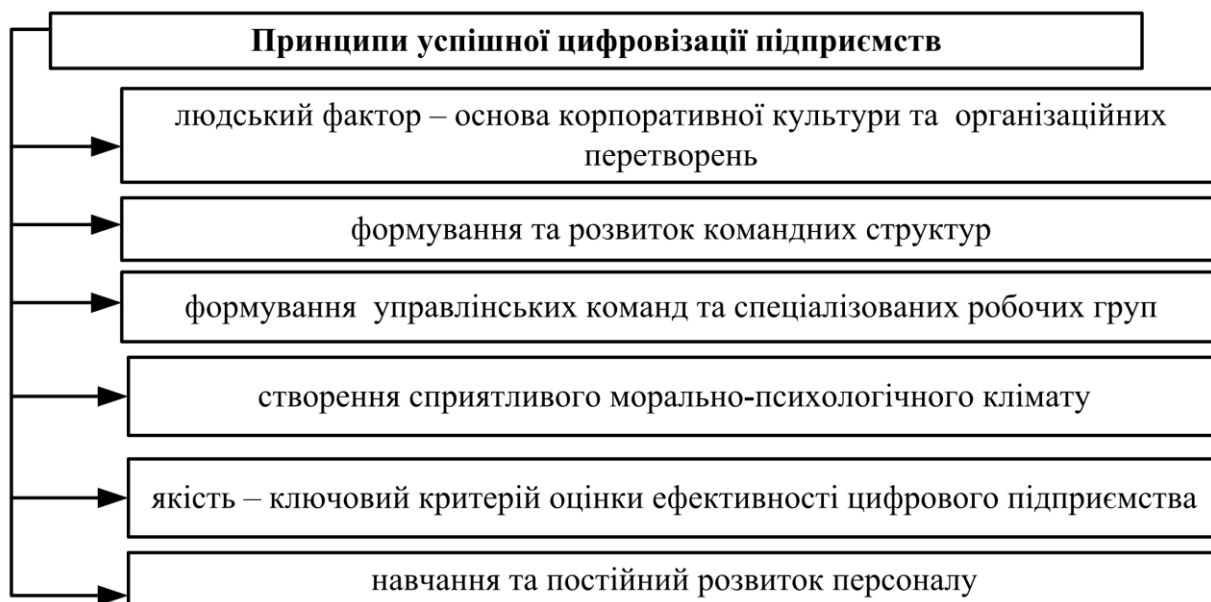 Принципи успішної цифровізації підприємств
людський фактор – основа корпоративної культури та організаційних
перетворень
формування та розвиток командних структур
формування управлінських команд та спеціалізованих робочих груп
створення сприятливого морально-психологічного клімату
якість – ключовий критерій оцінки ефективності цифрового підприємства
навчання та постійний розвиток персоналу